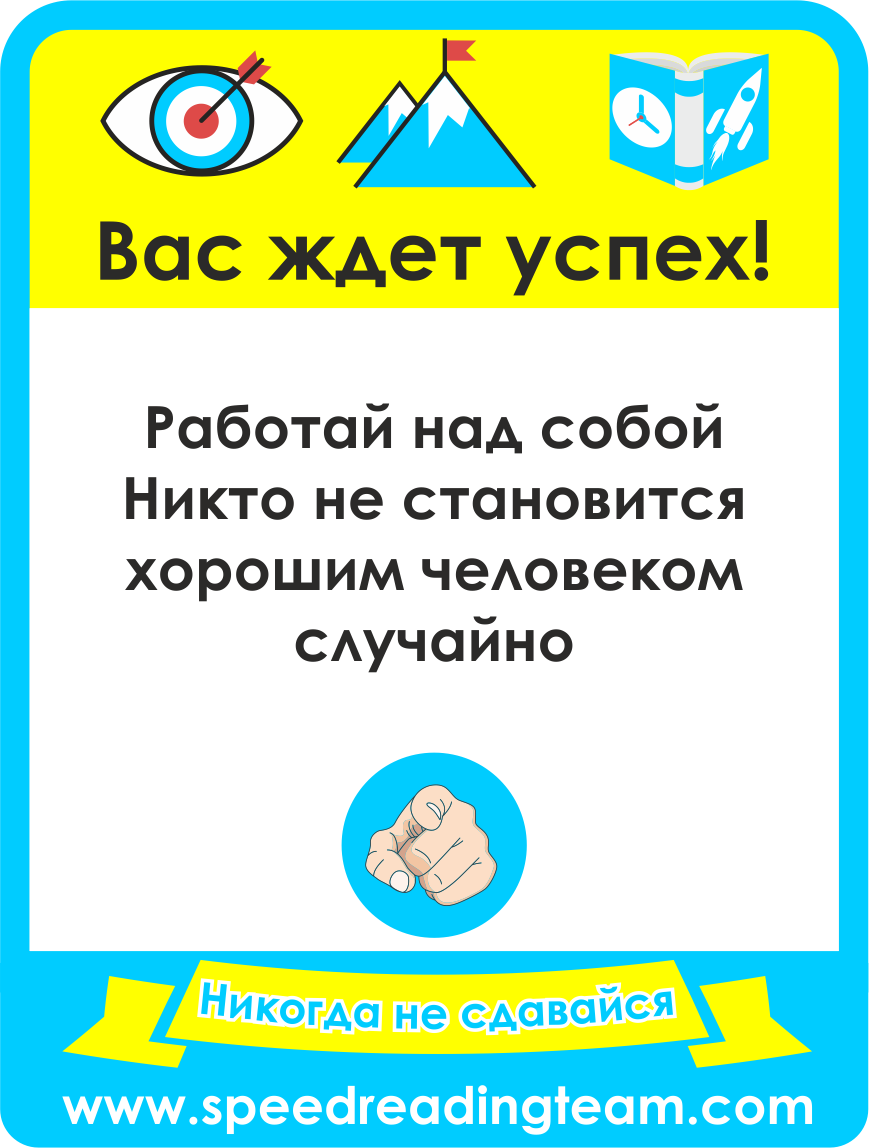 Вас ждет успех!
Работай над собой
Никто не становится
хорошим человеком
случайно
Никогда не сдавайся
www.speedreadingteam.com